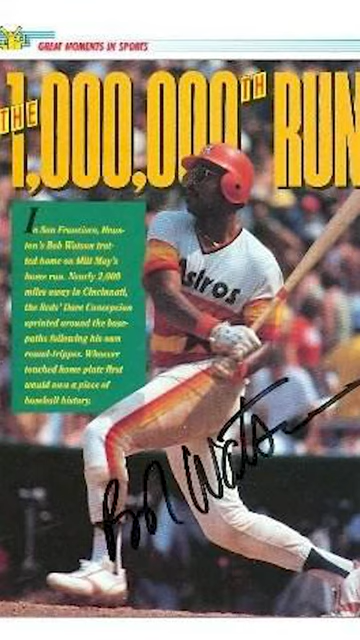 GREAT MOMENTS IN SPORTS
THE 1,000,000TH RUN
In San Francisco, Hous-
ton's Bob Watson trot-
ted home on Milt May's
home run. Nearly 2,000
miles away in Cincinnati,
the Reds' Dave Concepcion
sprinted around the base-
paths following his own
round-tripper. Whoever
touched home plate first
would own a piece of
baseball history.
Astros
Bob Watson